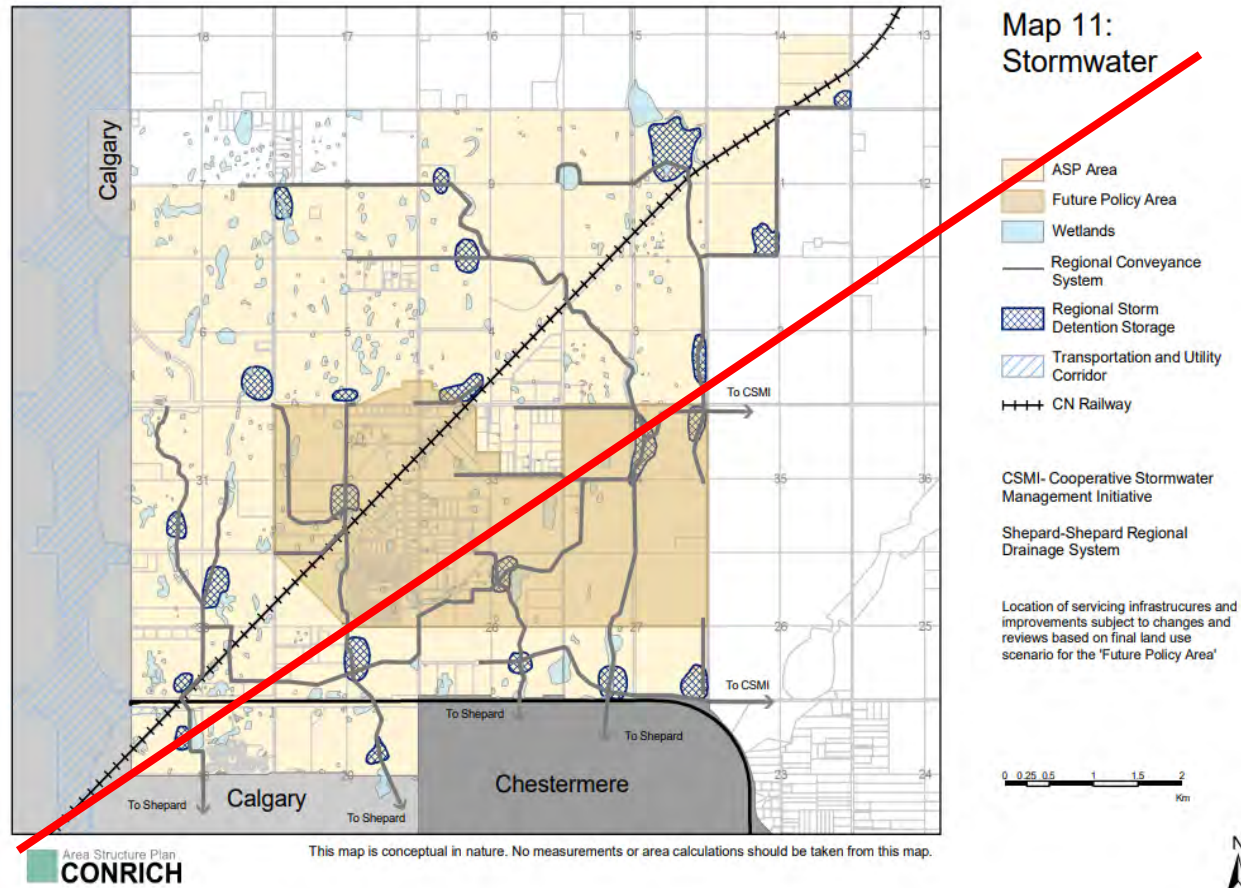 Map 11:
Stormwater
ASP Area
Future Policy Area
Wetlands
Regional Conveyance
System
Regional Storm
Detention Storage
Transportation and Utility
Corridor
CN Railway
CSMI- Cooperative Stormwater
Management Initiative
Shepard-Shepard Regional
Drainage System
Location of servicing infrastrucures and
improvements subject to changes and
reviews based on final land use
scenario for the 'Future Policy Area'
0 0.25 0.5 1 1.5 2
Km
N
18 17 16 15 14 13
Calgary
7 9 12
6 5 3 1
To CSMI
31 33 35 36
30 26 27 26 25
To CSMI
To Shepard
To Shepard
Chestermere
23 24
Calgary
To Shepard
To Shepard
Area Structure Plan
CONRICH
This map is conceptual in nature. No measurements or area calculations should be taken from this map.